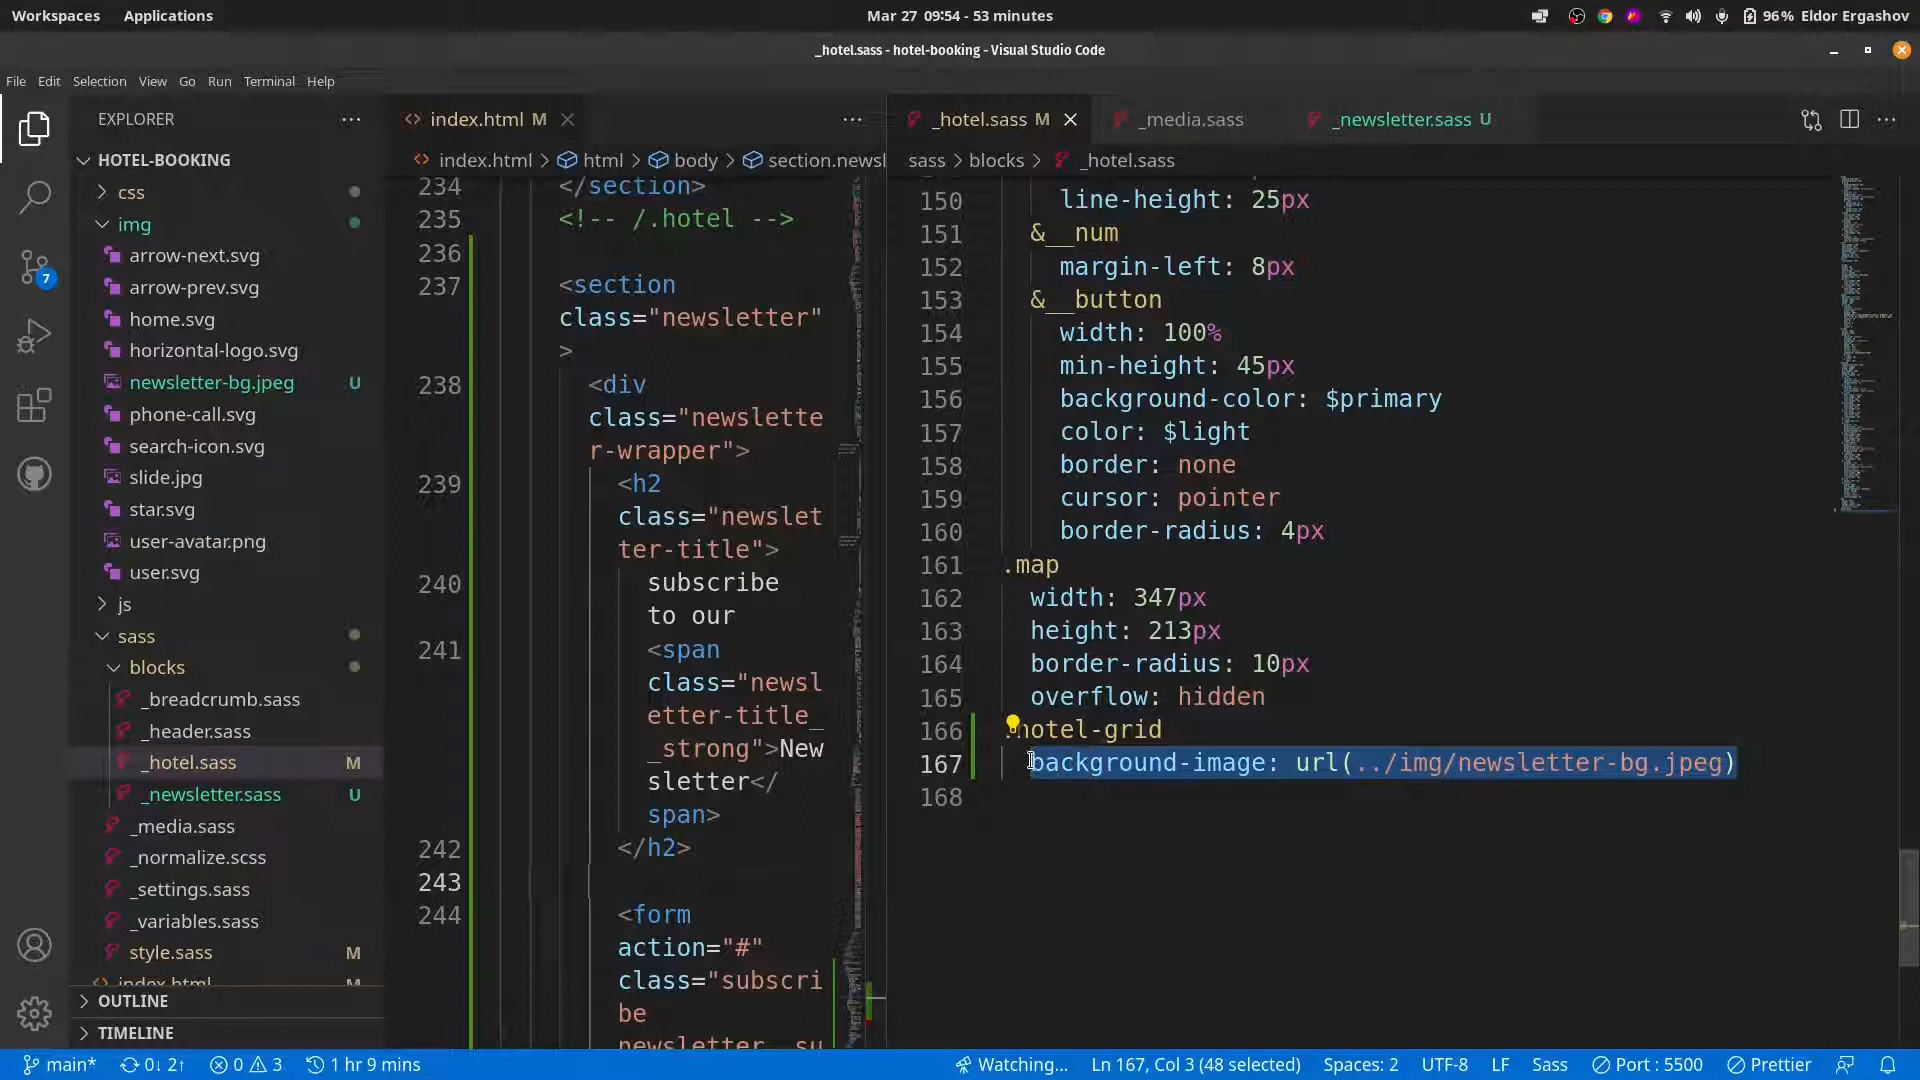 Workspaces Applications Mar 27 09:54 - 53 minutes 96% Eldor Ergashov
_hotel.sass - hotel-booking - Visual Studio Code
File Edit Selection View Go Run Terminal Help
EXPLORER
HOTEL-BOOKING
css
img
arrow-next.svg
arrow-prev.svg
home.svg
horizontal-logo.svg
newsletter-bg.jpeg U
phone-call.svg
search-icon.svg
slide.jpg
star.svg
user-avatar.png
user.svg
js
sass
blocks
_breadcrumb.sass
_header.sass
_hotel.sass M
_newsletter.sass U
_media.sass
_normalize.scss
_settings.sass
_variables.sass
style.sass M
index.html M
OUTLINE
TIMELINE
7
index.html M
index.html > html > body > section.newsl
234 </section>
235 <!-- /.hotel -->
236
237 <section
class="newsletter"
>
238 <div
class="newslette
r-wrapper">
239 <h2
class="newslet
ter-title">
240 subscribe
to our
241 <span
class="newsl
etter-title_
_strong">New
sletter</
span>
242 </h2>
243
244 <form
action="#"
class="subscri
be
newsletter__su
_hotel.sass M _media.sass _newsletter.sass U
sass > blocks > _hotel.sass
150 line-height: 25px
151 &__num
152 margin-left: 8px
153 &__button
154 width: 100%
155 min-height: 45px
156 background-color: $primary
157 color: $light
158 border: none
159 cursor: pointer
160 border-radius: 4px
161 .map
162 width: 347px
163 height: 213px
164 border-radius: 10px
165 overflow: hidden
166 .hotel-grid
167 background-image: url(../img/newsletter-bg.jpeg)
168
main* 0↓ 2↑ 0 3 1 hr 9 mins Watching... Ln 167, Col 3 (48 selected) Spaces: 2 UTF-8 LF Sass Port : 5500 Prettier